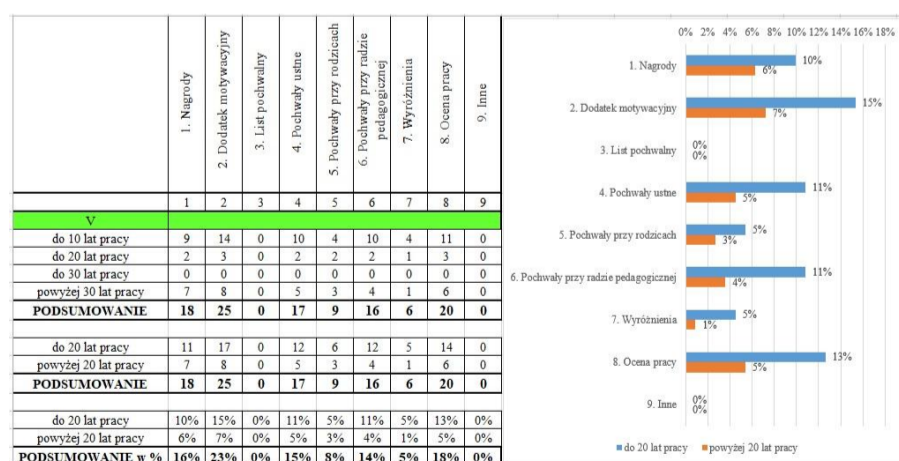 1. Nagrody
2. Dodatek motywacyjny
3. List pochwalny
4. Pochwały ustne
5. Pochwały przy rodzicach
6. Pochwały przy radzie pedagogicznej
7. Wyróżnienia
8. Ocena pracy
9. Inne
1 2 3 4 5 6 7 8 9
V
do 10 lat pracy 9 14 0 10 4 10 4 11 0
do 20 lat pracy 2 3 0 2 2 2 1 3 0
do 30 lat pracy 0 0 0 0 0 0 0 0 0
powyżej 30 lat pracy 7 8 0 5 3 4 1 6 0
PODSUMOWANIE 18 25 0 17 9 16 6 20 0
do 20 lat pracy 11 17 0 12 6 12 5 14 0
powyżej 20 lat pracy 7 8 0 5 3 4 1 6 0
PODSUMOWANIE 18 25 0 17 9 16 6 20 0
do 20 lat pracy 10% 15% 0% 11% 5% 11% 5% 13% 0%
powyżej 20 lat pracy 6% 7% 0% 5% 3% 4% 1% 5% 0%
PODSUMOWANIE w % 16% 23% 0% 15% 8% 14% 5% 18% 0%
0% 2% 4% 6% 8% 10% 12% 14% 16% 18%
1. Nagrody 10%
6%
2. Dodatek motywacyjny 15%
7%
3. List pochwalny 0%
0%
4. Pochwały ustne 11%
5%
5. Pochwały przy rodzicach 5%
3%
6. Pochwały przy radzie pedagogicznej 11%
4%
7. Wyróżnienia 5%
1%
8. Ocena pracy 13%
5%
9. Inne 0%
0%
do 20 lat pracy powyżej 20 lat pracy